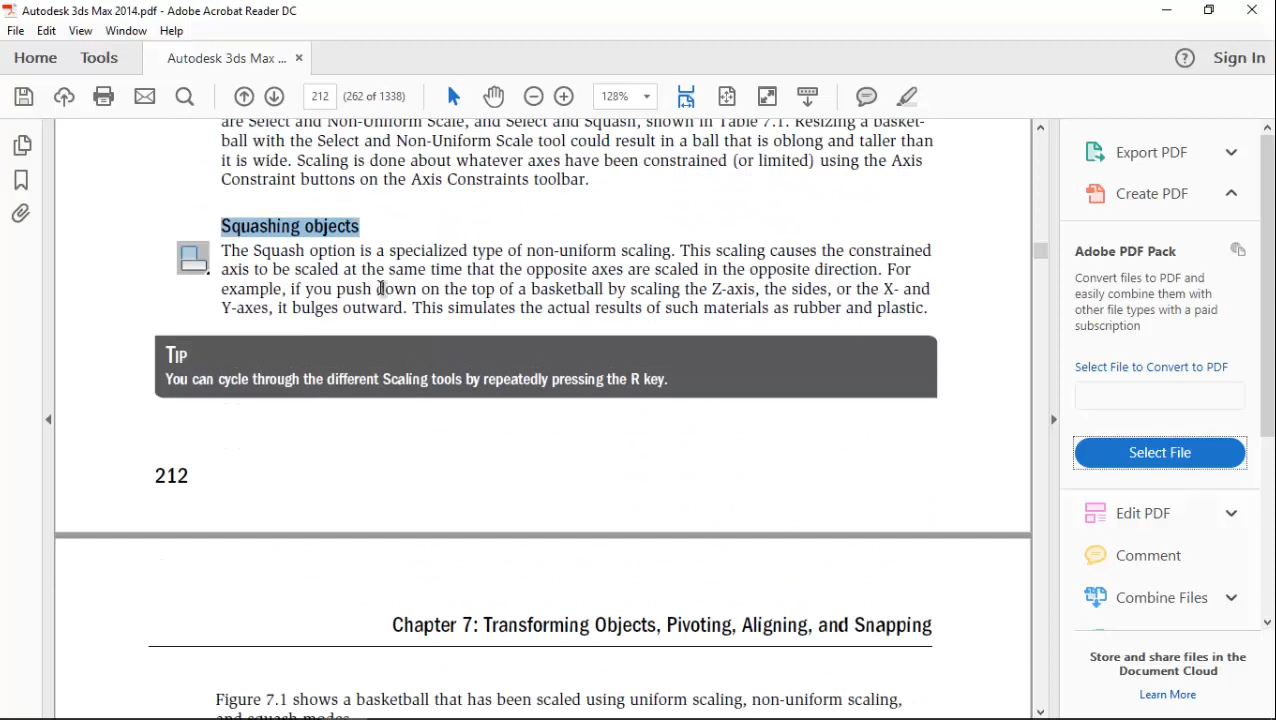 Autodesk 3ds Max 2014.pdf - Adobe Acrobat Reader DC
File Edit View Window Help
Home Tools Autodesk 3ds Max ... × Sign In
212 (262 of 1338) 128%
are Select and Non-Uniform Scale, and Select and Squash, shown in Table 7.1. Resizing a basket-
ball with the Select and Non-Uniform Scale tool could result in a ball that is oblong and taller than
it is wide. Scaling is done about whatever axes have been constrained (or limited) using the Axis
Constraint buttons on the Axis Constraints toolbar.
Squashing objects
The Squash option is a specialized type of non-uniform scaling. This scaling causes the constrained
axis to be scaled at the same time that the opposite axes are scaled in the opposite direction. For
example, if you push down on the top of a basketball by scaling the Z-axis, the sides, or the X- and
Y-axes, it bulges outward. This simulates the actual results of such materials as rubber and plastic.
TIP
You can cycle through the different Scaling tools by repeatedly pressing the R key.
212
Chapter 7: Transforming Objects, Pivoting, Aligning, and Snapping
Figure 7.1 shows a basketball that has been scaled using uniform scaling, non-uniform scaling,
and squash modes.
Export PDF
Create PDF
Adobe PDF Pack
Convert files to PDF and
easily combine them with
other file types with a paid
subscription
Select File to Convert to PDF
Select File
Edit PDF
Comment
Combine Files
Store and share files in the
Document Cloud
Learn More